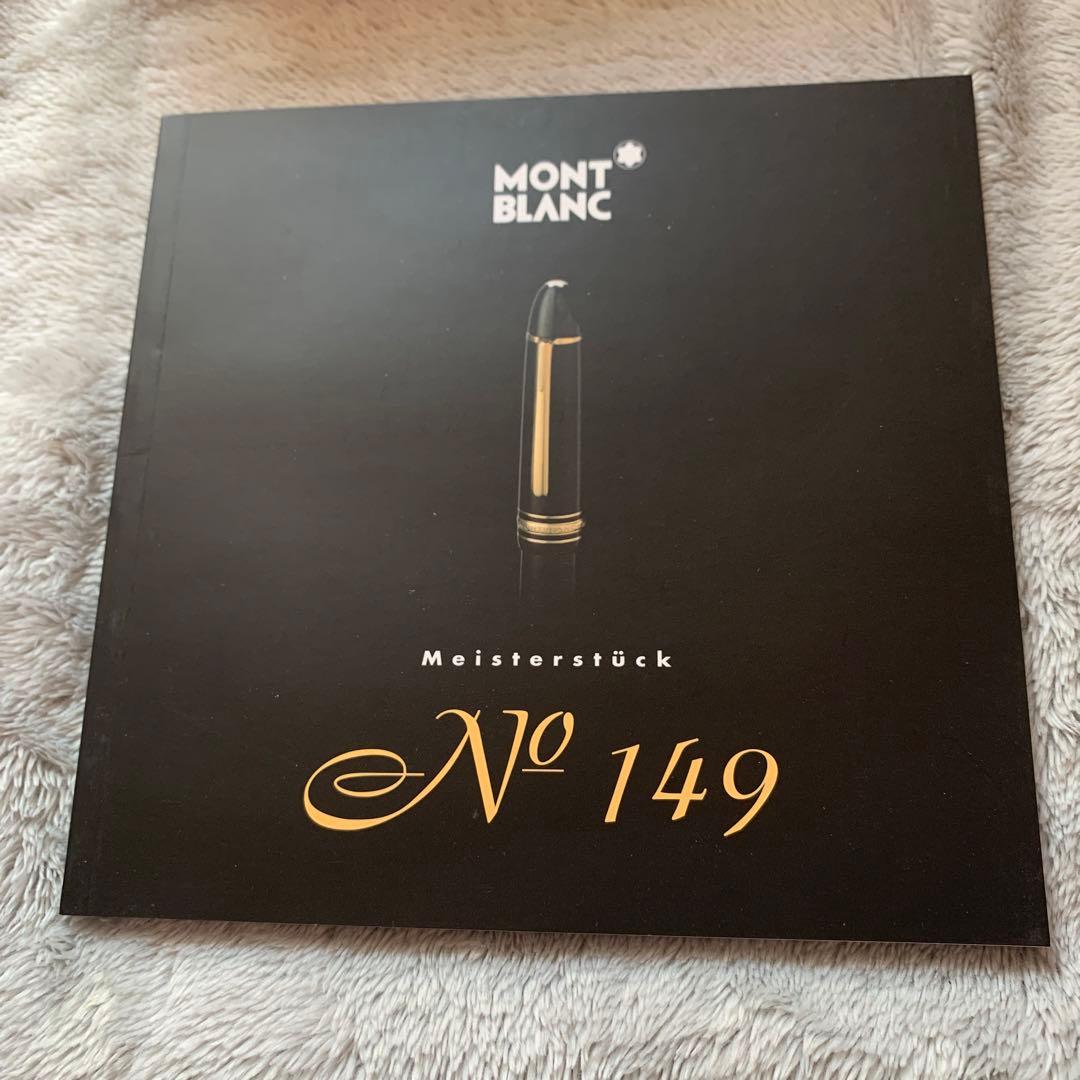 MONT
BLANC
Meisterstück
Nº 149